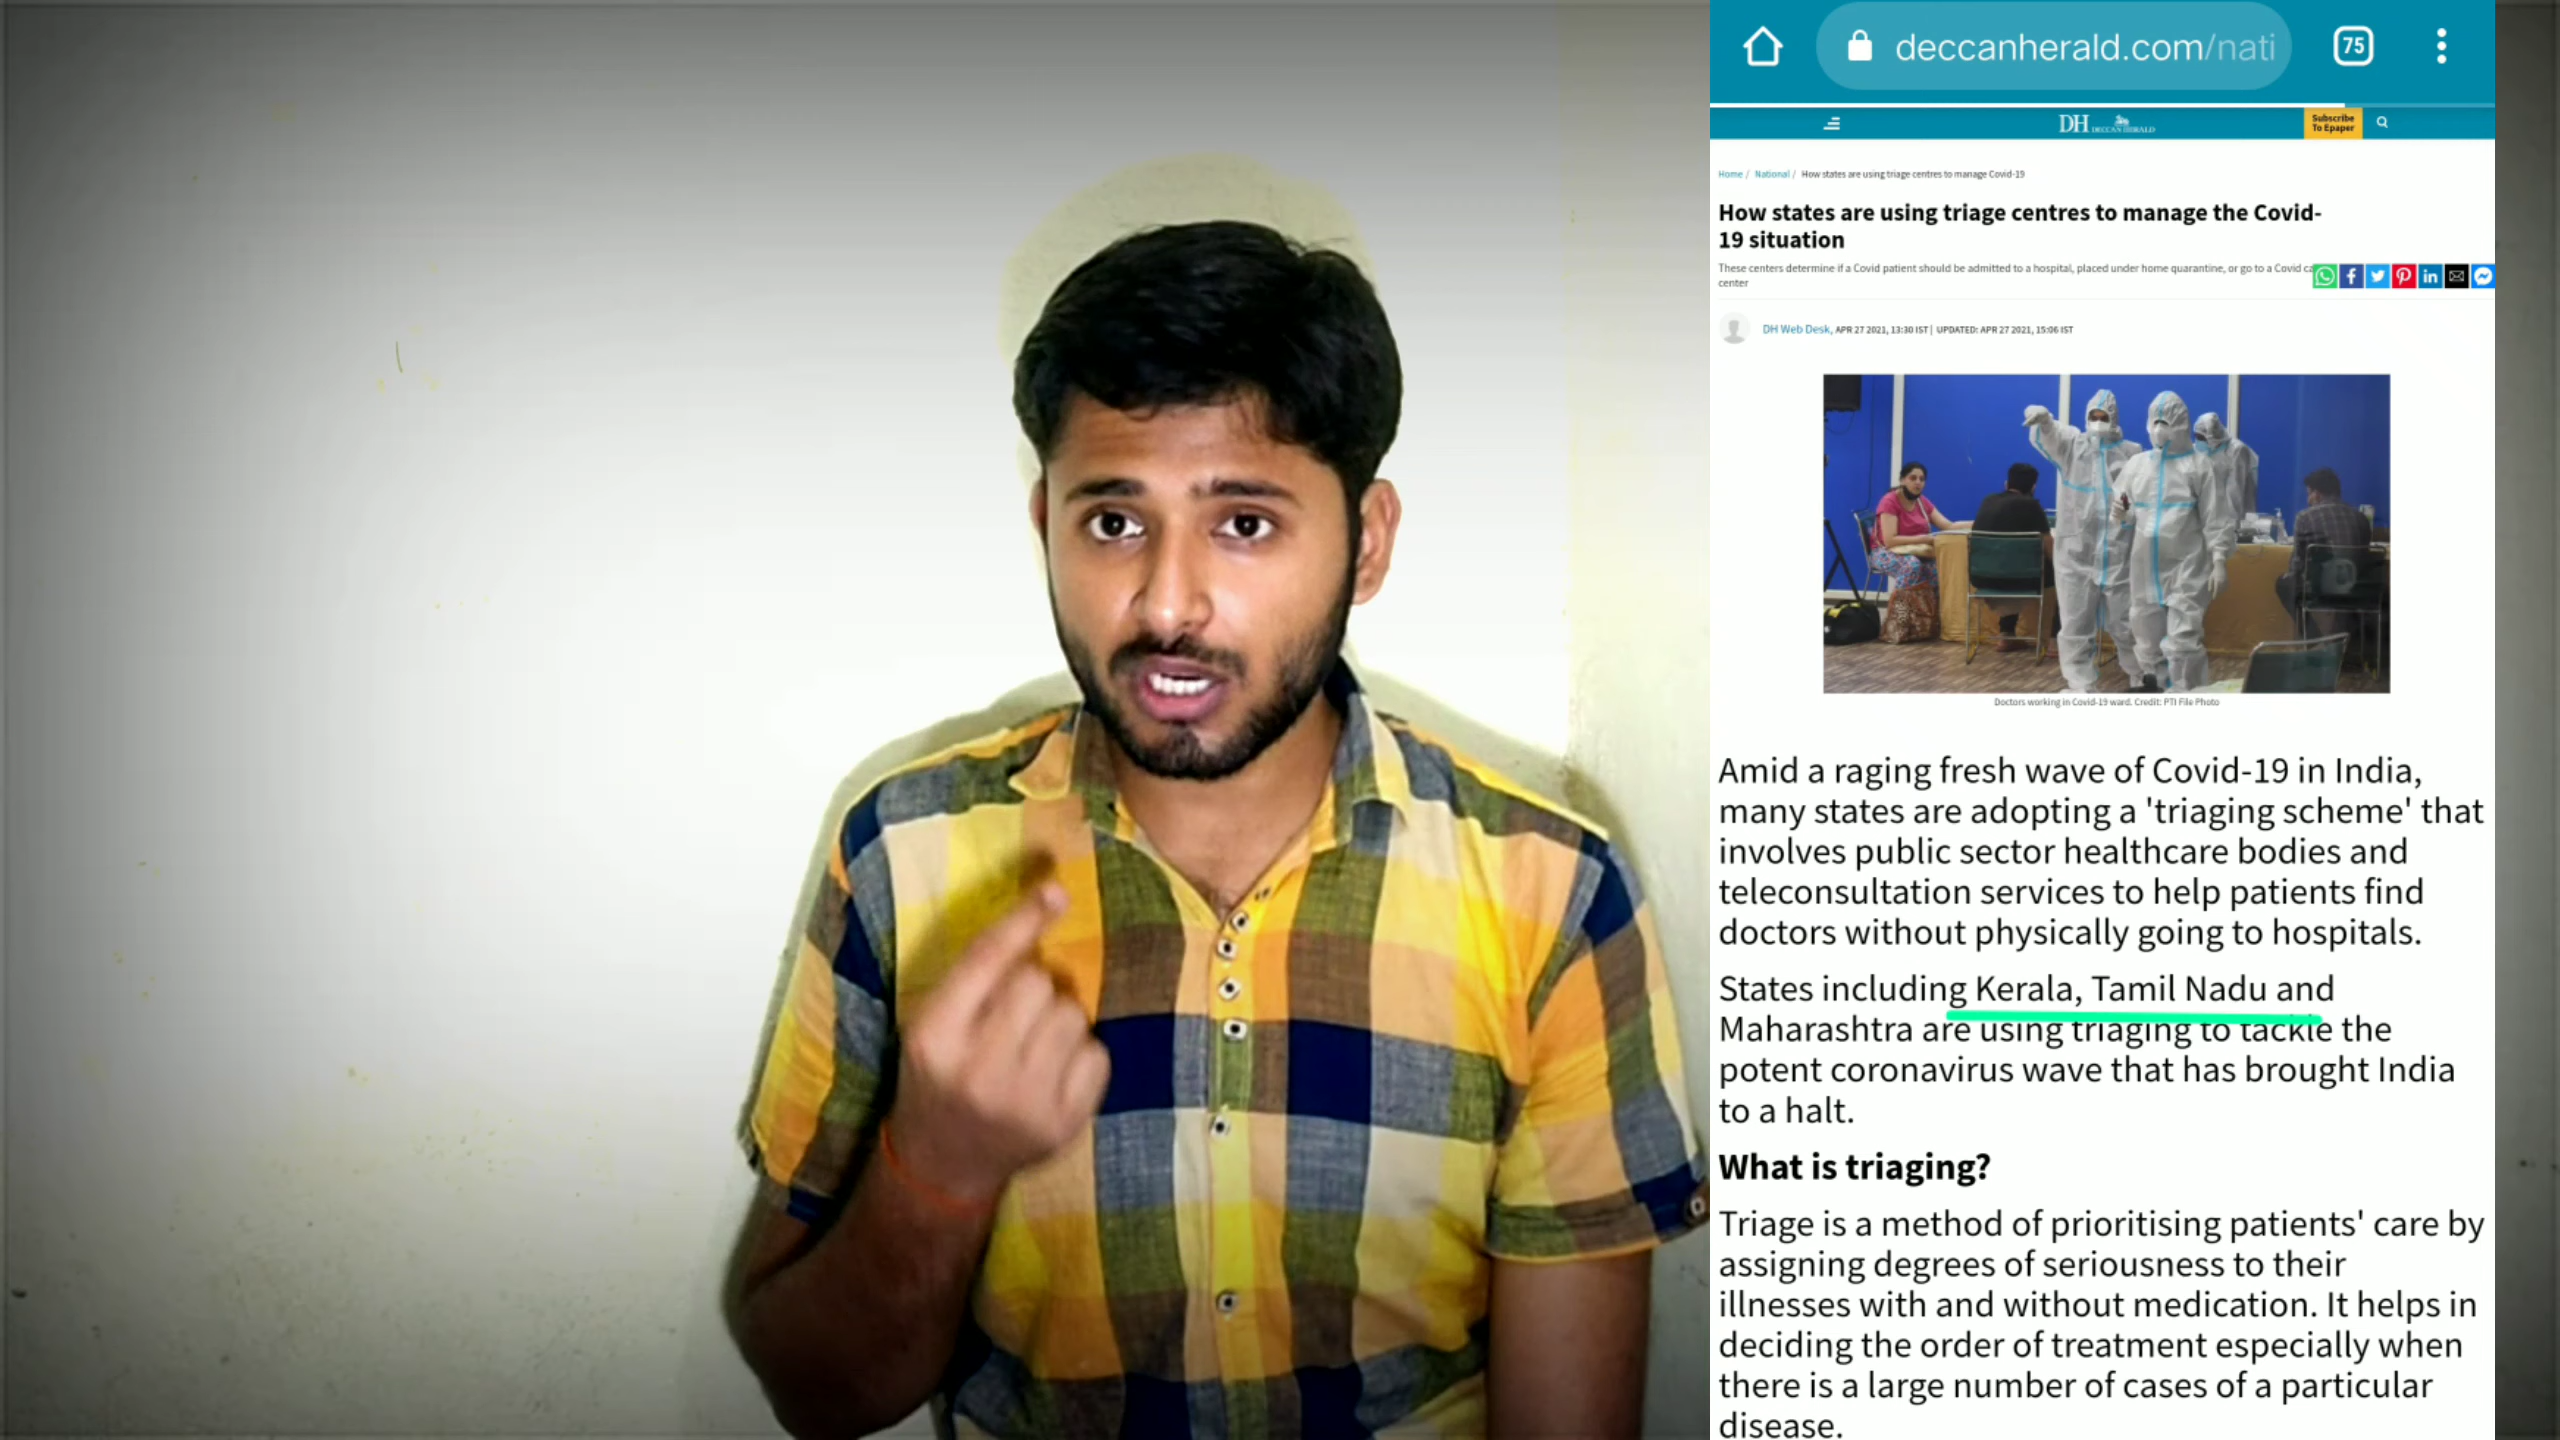 deccanherald.com/nati
75
DH DECCAN HERALD
Subscribe
To Epaper
Home / National / How states are using triage centres to manage Covid-19
How states are using triage centres to manage the Covid-
19 situation
These centers determine if a Covid patient should be admitted to a hospital, placed under home quarantine, or go to a Covid
center
DH Web Desk, APR 27 2021, 13:30 IST | UPDATED: APR 27 2021, 15:06 IST
Doctors working in Covid-19 ward. Credit: PTI File Photo
Amid a raging fresh wave of Covid-19 in India,
many states are adopting a 'triaging scheme' that
involves public sector healthcare bodies and
teleconsultation services to help patients find
doctors without physically going to hospitals.
States including Kerala, Tamil Nadu and
Maharashtra are using triaging to tackle the
potent coronavirus wave that has brought India
to a halt.
What is triaging?
Triage is a method of prioritising patients' care by
assigning degrees of seriousness to their
illnesses with and without medication. It helps in
deciding the order of treatment especially when
there is a large number of cases of a particular
disease.